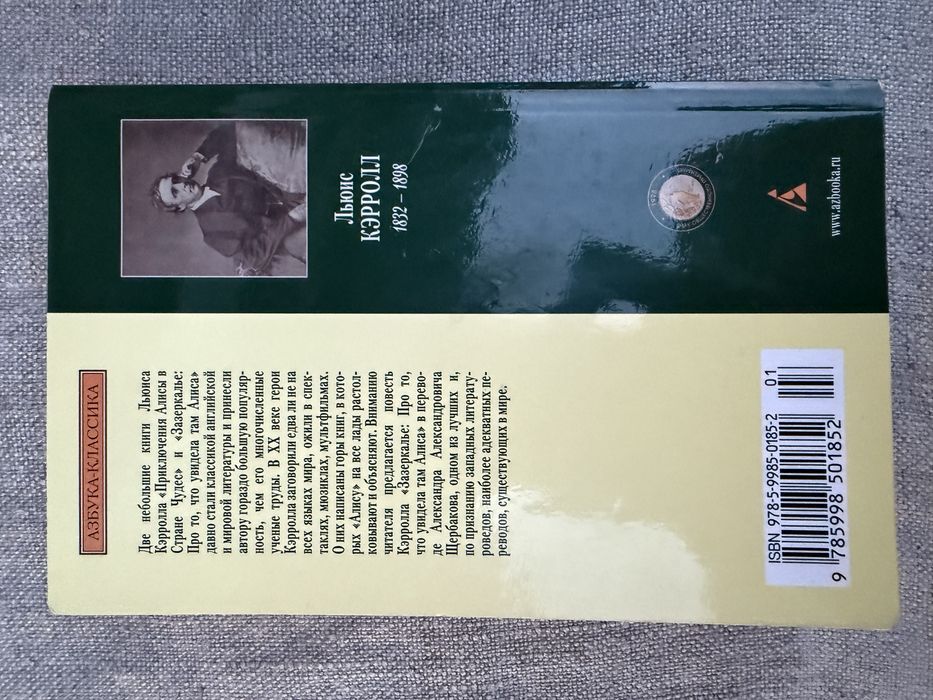 АЗБУКА-КЛАССИКА
Две небольшие книги Льюиса
Кэрролла «Приключения Алисы в
Стране Чудес» и «Зазеркалье:
Про то, что увидела там Алиса»
давно стали классикой английской
и мировой литературы и принесли
автору гораздо большую популяр-
ность, чем его многочисленные
ученые труды. В XX веке герои
Кэрролла заговорили едва ли не на
всех языках мира, ожили в спек-
таклях, мюзиклах, мультфильмах.
О них написаны горы книг, в кото-
рых «Алису» на все лады растол-
ковывают и объясняют. Вниманию
читателя предлагается повесть
Кэрролла «Зазеркалье: Про то,
что увидела там Алиса» в перево-
де Александра Александровича
Щербакова, одном из лучших и,
по признанию западных литерату-
роведов, наиболее адекватных пе-
реводов, существующих в мире.
ISBN 978-5-9985-0185-2
01
9 785998 501852
Льюис
КЭРРОЛЛ
1832 – 1898
www.azbooka.ru